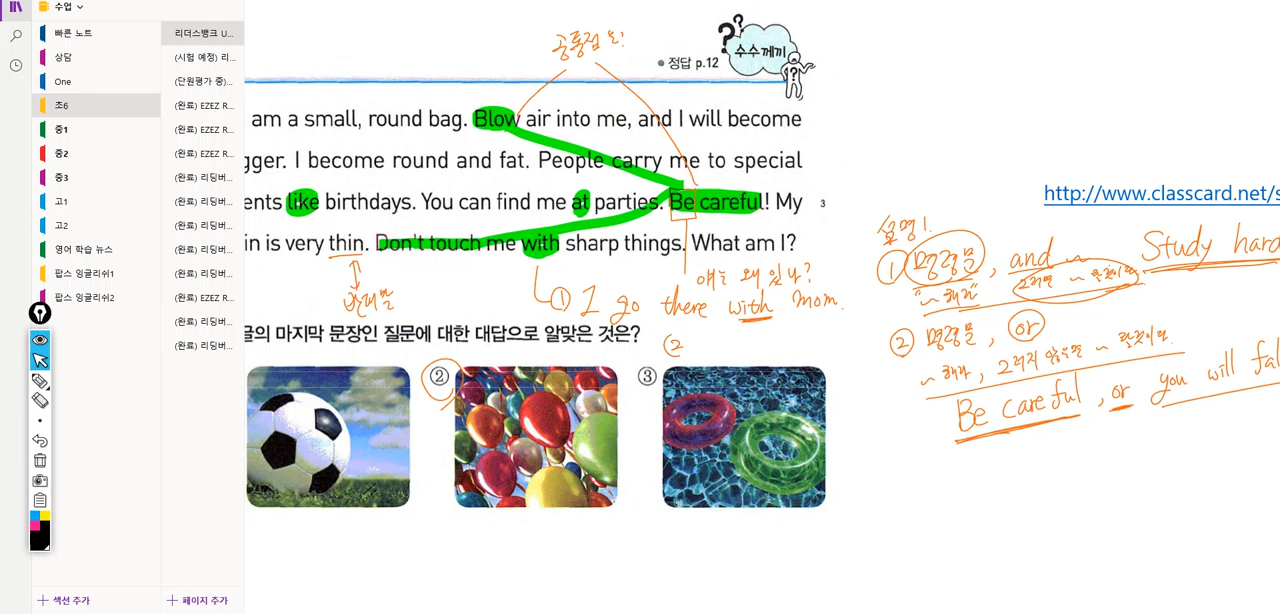 수업
빠른 노트
상담
One
초6
중1
중2
중3
고1
고2
영어 학습 뉴스
팝스 잉글리쉬1
팝스 잉글리쉬2
섹션 추가
리더스뱅크 U...
(시험 예정) 리...
(단원평가 중)...
(완료) EZEZ R...
(완료) EZEZ R...
(완료) EZEZ R...
(완료) 리딩버...
(완료) 리딩버...
(완료) 리딩버...
(완료) 리딩버...
(완료) 리딩버...
(완료) EZEZ R...
(완료) 리딩버...
(완료) 리딩버...
페이지 추가
공통점은?
정답 p.12
수수께끼
am a small, round bag. Blow air into me, and I will become
gger. I become round and fat. People carry me to special
ents like birthdays. You can find me at parties. Be careful! My
3
in is very thin. Don't touch me with sharp things. What am I?
반대말
얘는 왜 있나?
① I go there with mom.
②
글의 마지막 문장인 질문에 대한 대답으로 알맞은 것은?
②
③
http://www.classcard.net/s
설명!
① 명령문, and ~
Study hard
"~해라"
그러면 ~할것이다
② 명령문, or
~해라, 그러지 않으면 ~할것이다.
Be careful, or you will fal